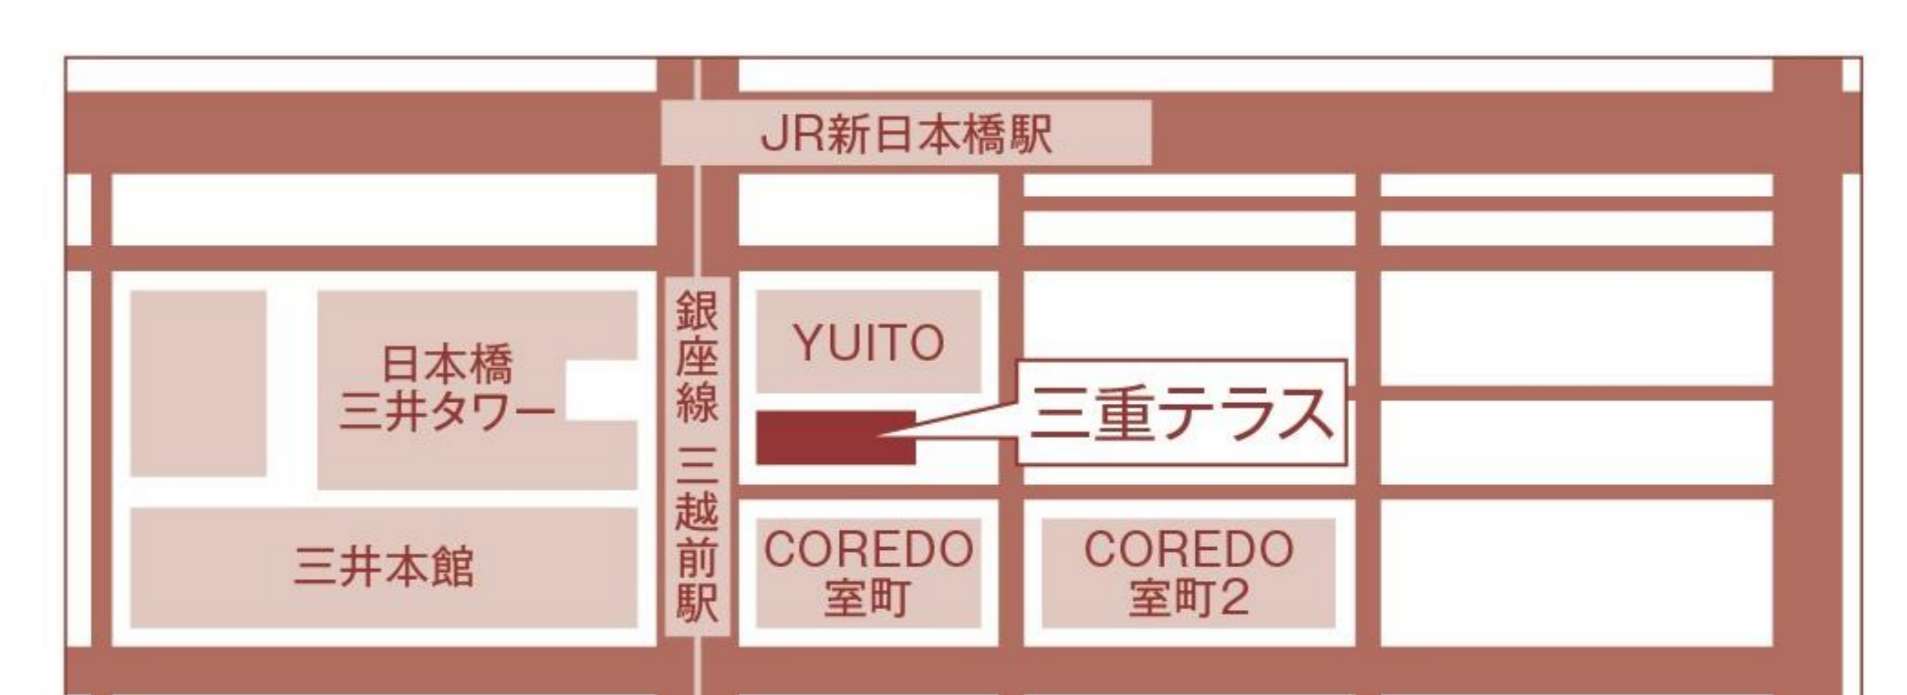 JR新日本橋駅
日本橋
三井タワー
三井本館
銀座線 三越前駅
YUITO
三重テラス
COREDO
室町
COREDO
室町2